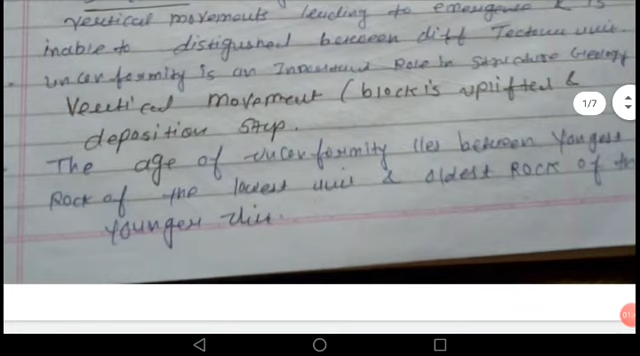 vertical movements leading to emergence & is
inable to distigushed between diff Tectonic unit.
unconformity is an Important Role in Structure Geology
Vertical movement (block is uplifted &
deposition stop.
The age of unconformity lies between Youngest
Rock of the lowest unit & oldest Rock of the
Younger unit.
1/7